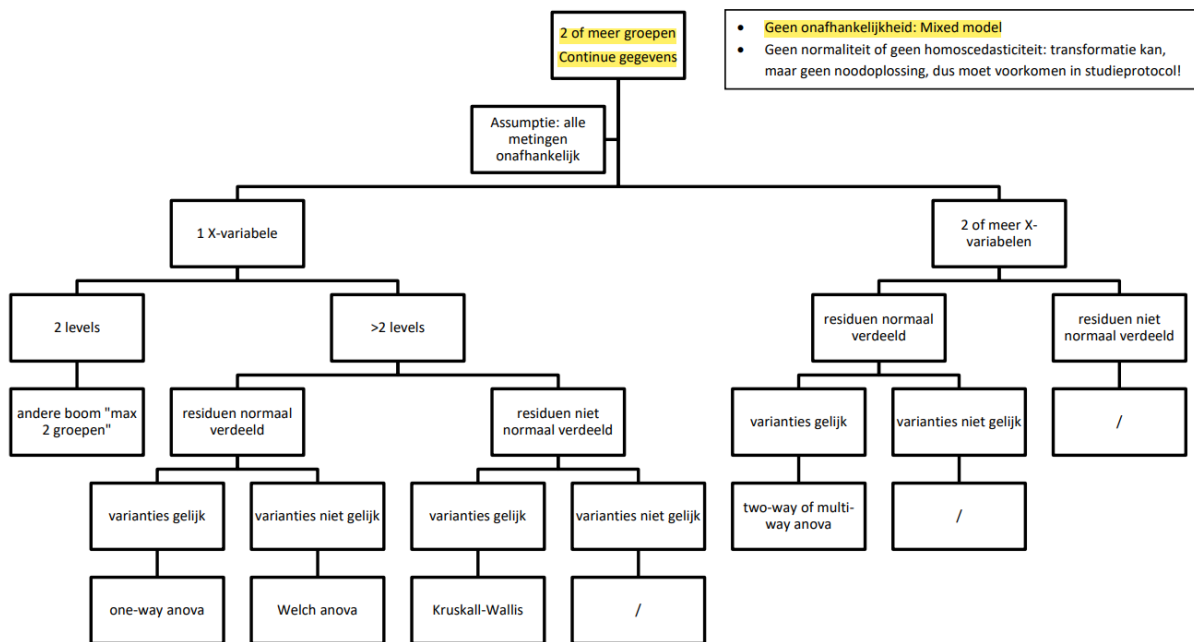 2 of meer groepen
Continue gegevens
• Geen onafhankelijkheid: Mixed model
• Geen normaliteit of geen homoscedasticiteit: transformatie kan,
maar geen noodoplossing, dus moet voorkomen in studieprotocol!
Assumptie: alle
metingen
onafhankelijk
1 X-variabele
2 of meer X-
variabelen
2 levels
>2 levels
residuen normaal
verdeeld
residuen niet
normaal verdeeld
andere boom "max
2 groepen"
residuen normaal
verdeeld
residuen niet
normaal verdeeld
varianties gelijk
varianties niet gelijk
/
varianties gelijk
varianties niet gelijk
varianties gelijk
varianties niet gelijk
two-way of multi-
way anova
/
one-way anova
Welch anova
Kruskall-Wallis
/